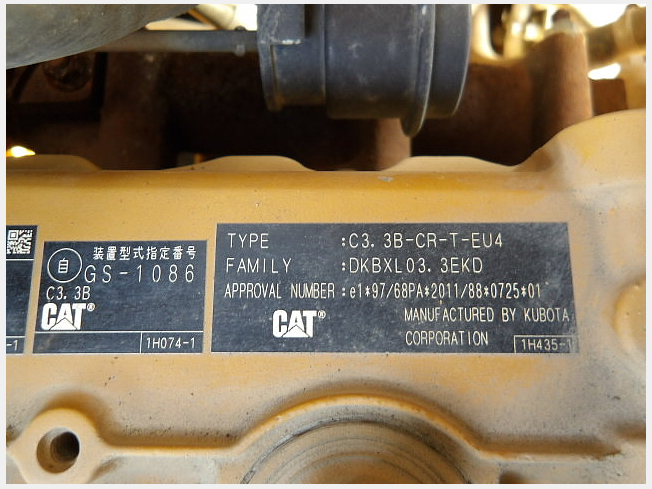 装置型式指定番号
自 GS-1086
C3.3B
CAT®
1H074-1
-1
TYPE :C3.3B-CR-T-EU4
FAMILY :DKBXL03.3EKD
APPROVAL NUMBER :e1*97/68PA*2011/88*0725*01
CAT® MANUFACTURED BY KUBOTA
CORPORATION
1H435-1